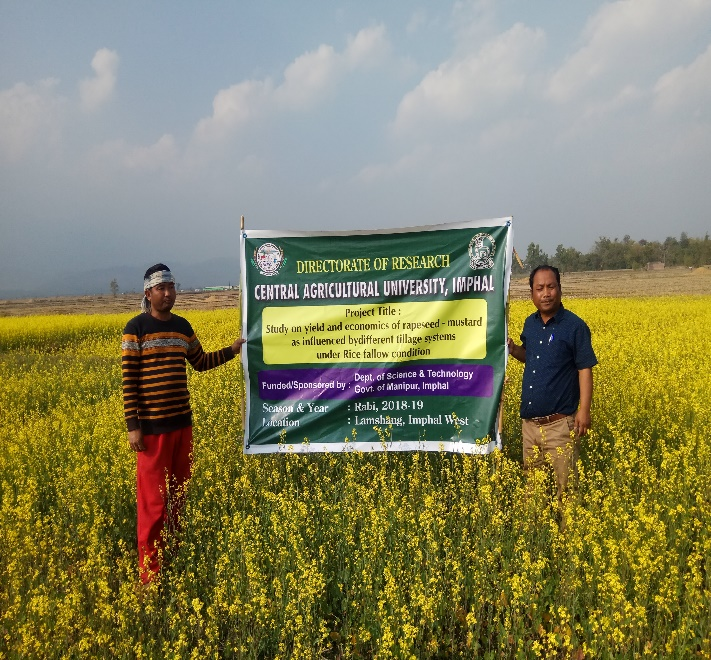 DIRECTORATE OF RESEARCH
CENTRAL AGRICULTURAL UNIVERSITY, IMPHAL
Project Title :
Study on yield and economics of rapeseed - mustard
as influenced bydifferent tillage systems
under Rice fallow condition
Funded/Sponsored by : Dept. of Science & Technology
Govt. of Manipur, Imphal
Season & Year : Rabi, 2018-19
Location : Lamshang, Imphal West